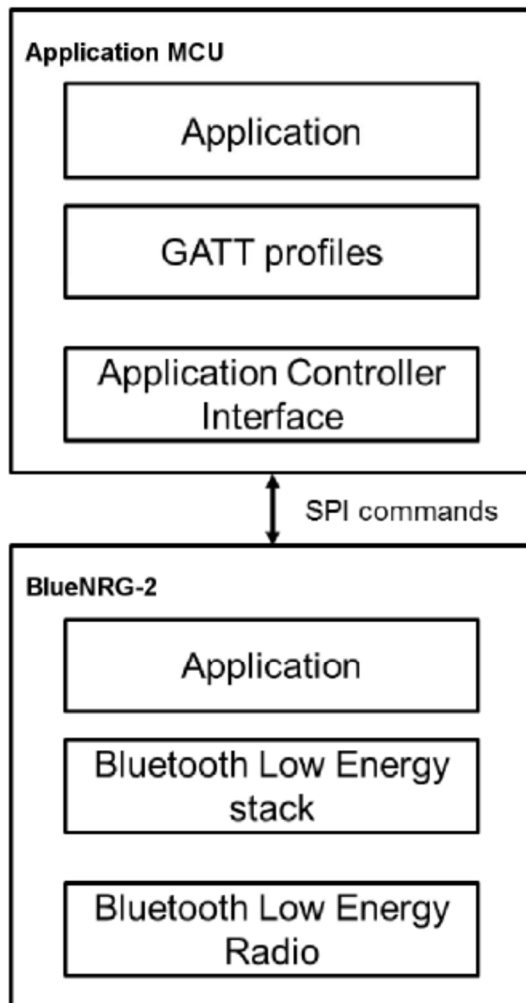 Application MCU
Application
GATT profiles
Application Controller
Interface
SPI commands
BlueNRG-2
Application
Bluetooth Low Energy
stack
Bluetooth Low Energy
Radio